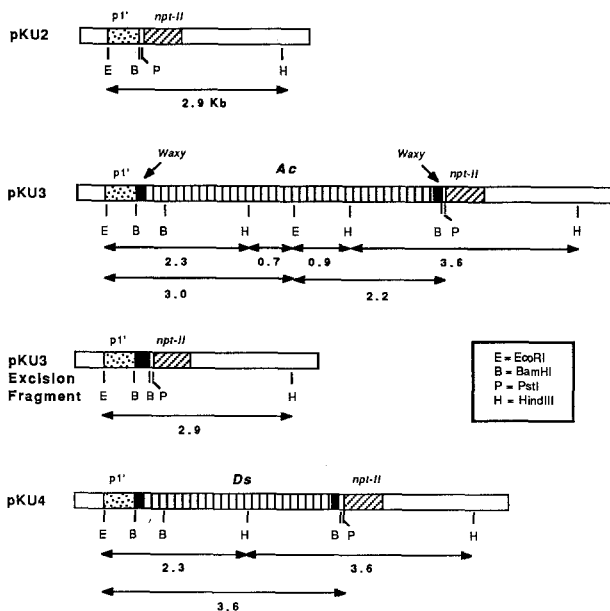 p1' npt-II
pKU2
E B P H
2.9 Kb
Waxy Waxy
p1' Ac npt-II
pKU3
E B B H E H B P H
2.3 0.7 0.9 3.6
3.0 2.2
p1' npt-II
pKU3
Excision
Fragment
E B B P H
2.9
E = EcoRI
B = BamHI
P = PstI
H = HindIII
p1' Ds npt-II
pKU4
E B B H B P H
2.3 3.6
3.6